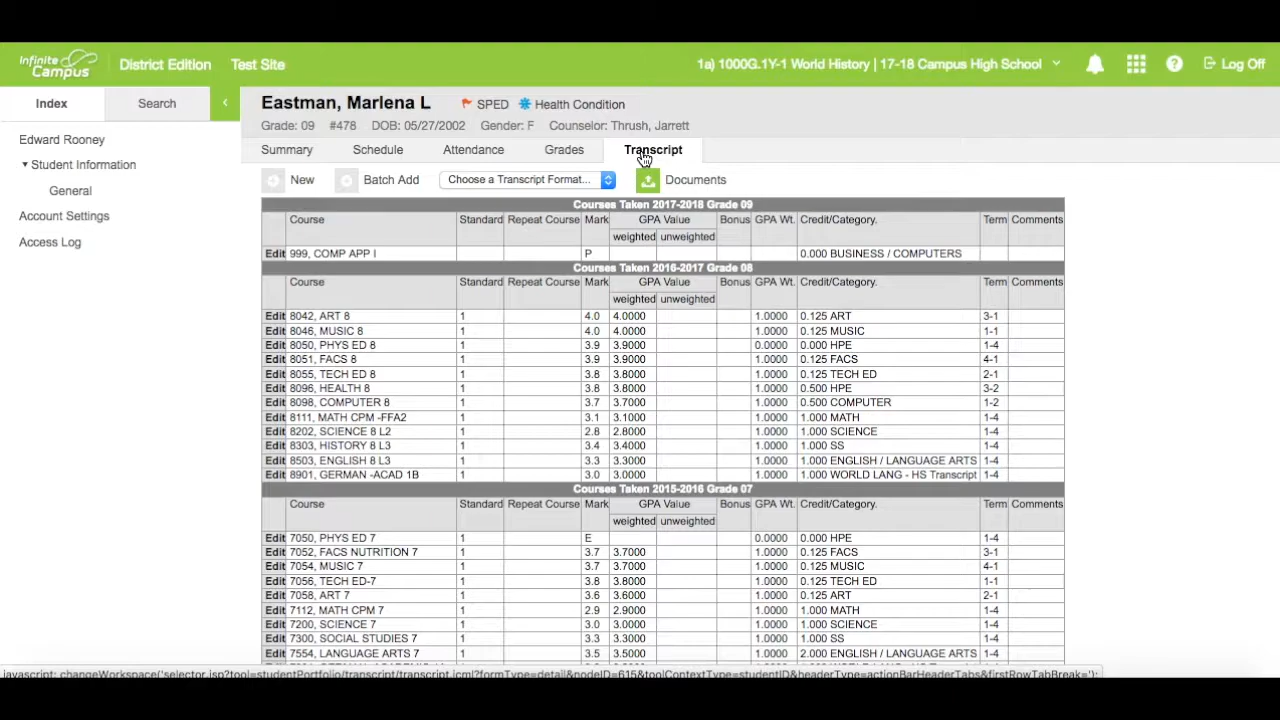 Infinite Campus District Edition Test Site 1a) 1000G.1Y-1 World History | 17-18 Campus High School Log Off
Index Search
Edward Rooney
Student Information
General
Account Settings
Access Log
Eastman, Marlena L SPED Health Condition
Grade: 09 #478 DOB: 05/27/2002 Gender: F Counselor: Thrush, Jarrett
Summary Schedule Attendance Grades Transcript
New Batch Add Choose a Transcript Format... Documents
Courses Taken 2017-2018 Grade 09
Course Standard Repeat Course Mark GPA Value Bonus GPA Wt. Credit/Category. Term Comments
weighted unweighted
Edit 999, COMP APP I P 0.000 BUSINESS / COMPUTERS
Courses Taken 2016-2017 Grade 08
Course Standard Repeat Course Mark GPA Value Bonus GPA Wt. Credit/Category. Term Comments
weighted unweighted
Edit 8042, ART 8 1 4.0 4.0000 1.0000 0.125 ART 3-1
Edit 8046, MUSIC 8 1 4.0 4.0000 1.0000 0.125 MUSIC 1-1
Edit 8050, PHYS ED 8 1 3.9 3.9000 0.0000 0.000 HPE 1-4
Edit 8051, FACS 8 1 3.9 3.9000 1.0000 0.125 FACS 4-1
Edit 8055, TECH ED 8 1 3.8 3.8000 1.0000 0.125 TECH ED 2-1
Edit 8096, HEALTH 8 1 3.8 3.8000 1.0000 0.500 HPE 3-2
Edit 8098, COMPUTER 8 1 3.7 3.7000 1.0000 0.500 COMPUTER 1-2
Edit 8111, MATH CPM -FFA2 1 3.1 3.1000 1.0000 1.000 MATH 1-4
Edit 8202, SCIENCE 8 L2 1 2.8 2.8000 1.0000 1.000 SCIENCE 1-4
Edit 8303, HISTORY 8 L3 1 3.4 3.4000 1.0000 1.000 SS 1-4
Edit 8503, ENGLISH 8 L3 1 3.3 3.3000 1.0000 1.000 ENGLISH / LANGUAGE ARTS 1-4
Edit 8901, GERMAN -ACAD 1B 1 3.0 3.0000 1.0000 1.000 WORLD LANG - HS Transcript 1-4
Courses Taken 2015-2016 Grade 07
Course Standard Repeat Course Mark GPA Value Bonus GPA Wt. Credit/Category. Term Comments
weighted unweighted
Edit 7050, PHYS ED 7 1 E 0.0000 0.000 HPE 1-4
Edit 7052, FACS NUTRITION 7 1 3.7 3.7000 1.0000 0.125 FACS 3-1
Edit 7054, MUSIC 7 1 3.7 3.7000 1.0000 0.125 MUSIC 4-1
Edit 7056, TECH ED-7 1 3.8 3.8000 1.0000 0.125 TECH ED 1-1
Edit 7058, ART 7 1 3.6 3.6000 1.0000 0.125 ART 2-1
Edit 7112, MATH CPM 7 1 2.9 2.9000 1.0000 1.000 MATH 1-4
Edit 7200, SCIENCE 7 1 3.0 3.0000 1.0000 1.000 SCIENCE 1-4
Edit 7300, SOCIAL STUDIES 7 1 3.3 3.3000 1.0000 1.000 SS 1-4
Edit 7554, LANGUAGE ARTS 7 1 3.5 3.5000 1.0000 2.000 ENGLISH / LANGUAGE ARTS 1-4
javascript: changeWorkspace('selector.jsp?tool=studentPortfolio/transcript/transcript.icml?formType=detail&nodeID=615&toolContextType=studentID&headerType=actionBarHeaderTabs&firstRowTabBreak=');